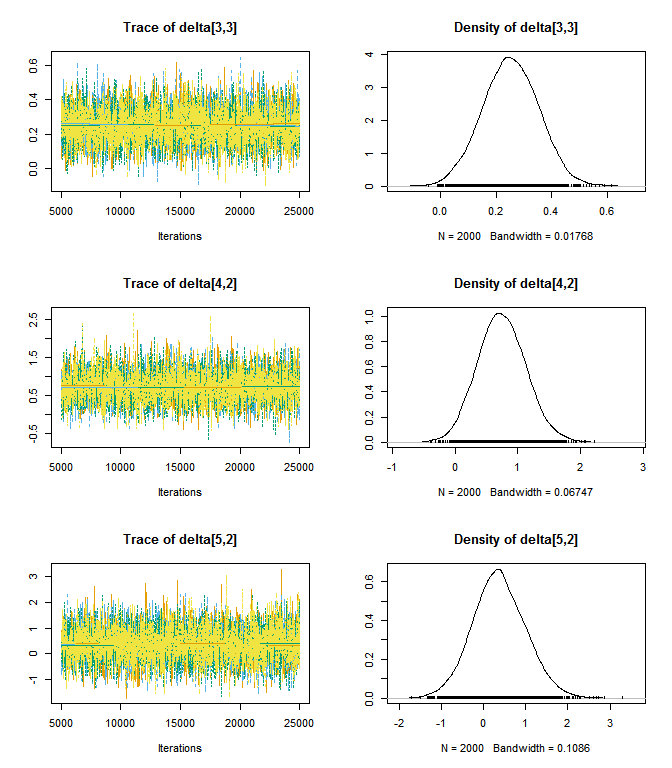 Trace of delta[3,3]
0.0 0.2 0.4 0.6
5000 10000 15000 20000 25000
Iterations
Density of delta[3,3]
0 1 2 3 4
0.0 0.2 0.4 0.6
N = 2000 Bandwidth = 0.01768
Trace of delta[4,2]
-0.5 0.5 1.5 2.5
5000 10000 15000 20000 25000
Iterations
Density of delta[4,2]
0.0 0.2 0.4 0.6 0.8 1.0
-1 0 1 2 3
N = 2000 Bandwidth = 0.06747
Trace of delta[5,2]
-1 0 1 2 3
5000 10000 15000 20000 25000
Iterations
Density of delta[5,2]
0.0 0.2 0.4 0.6
-2 -1 0 1 2 3
N = 2000 Bandwidth = 0.1086